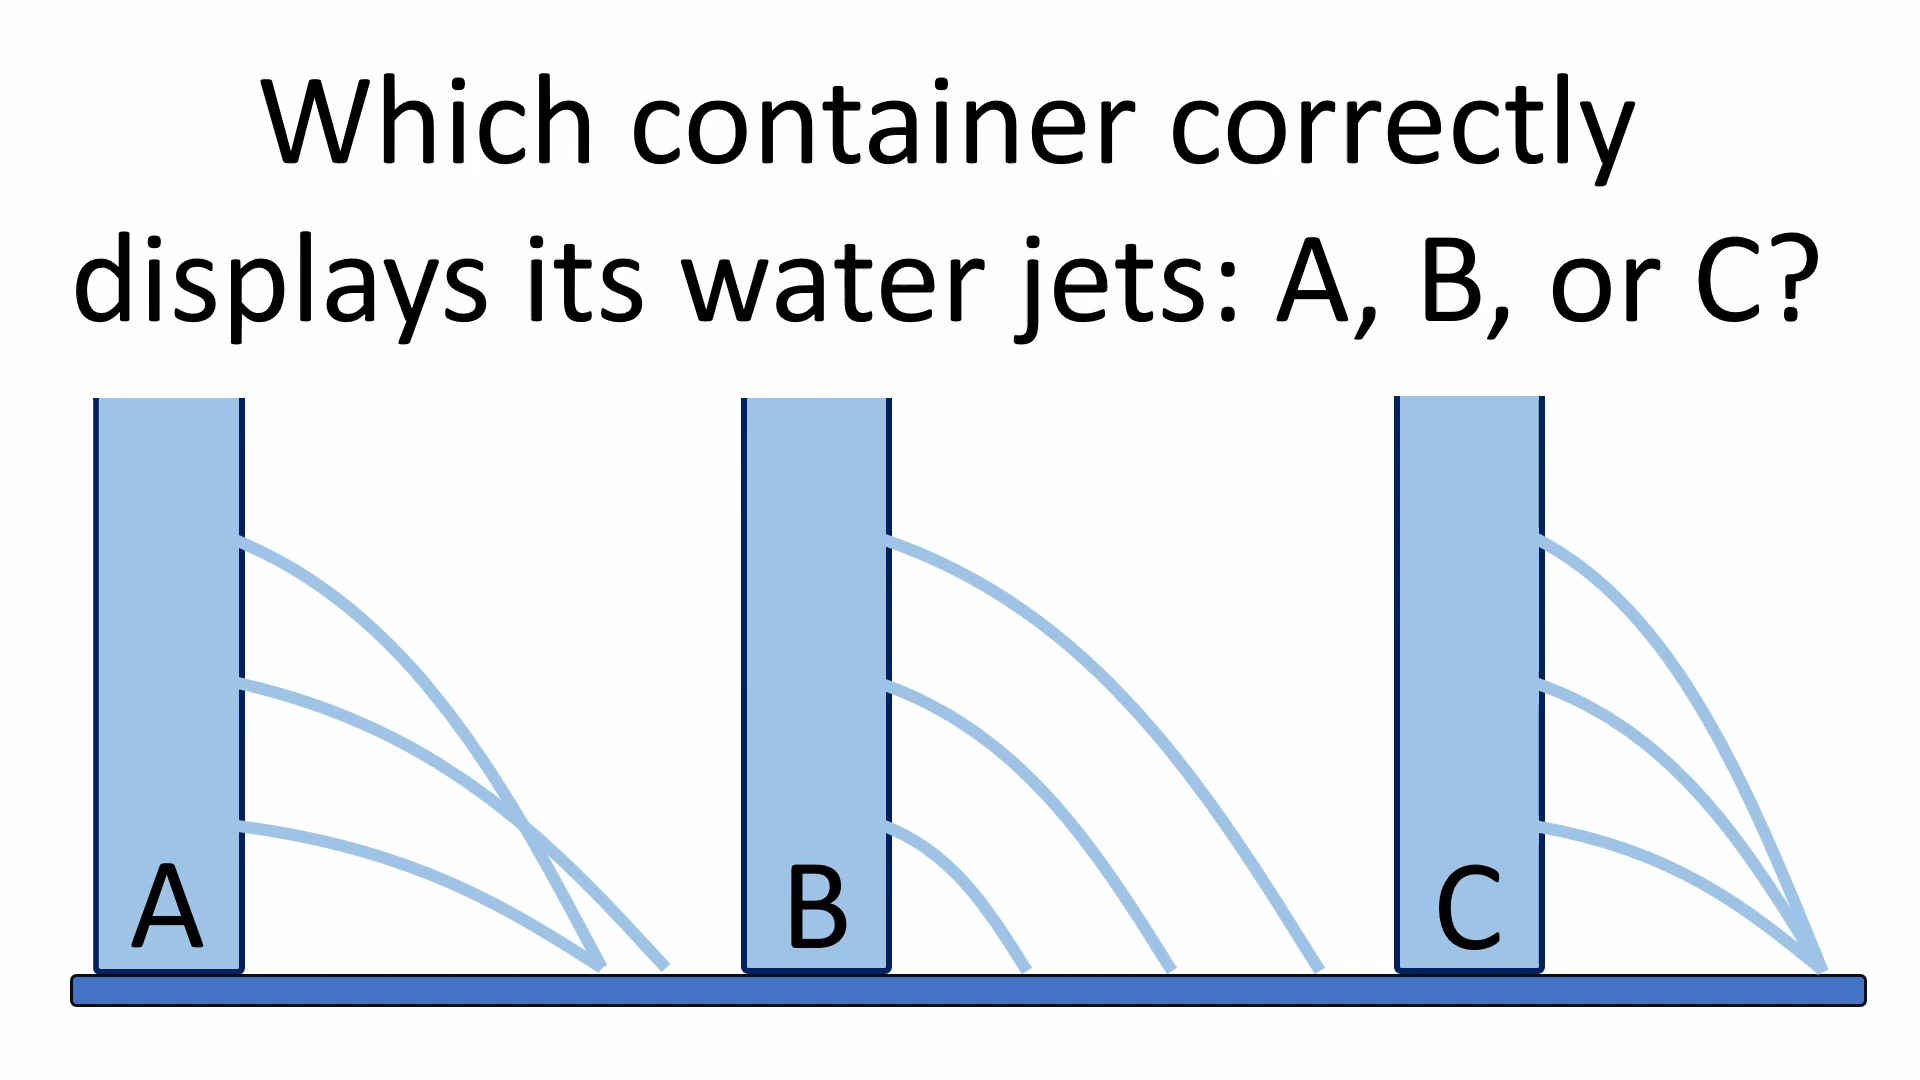 Which container correctly
displays its water jets: A, B, or C?
A
B
C